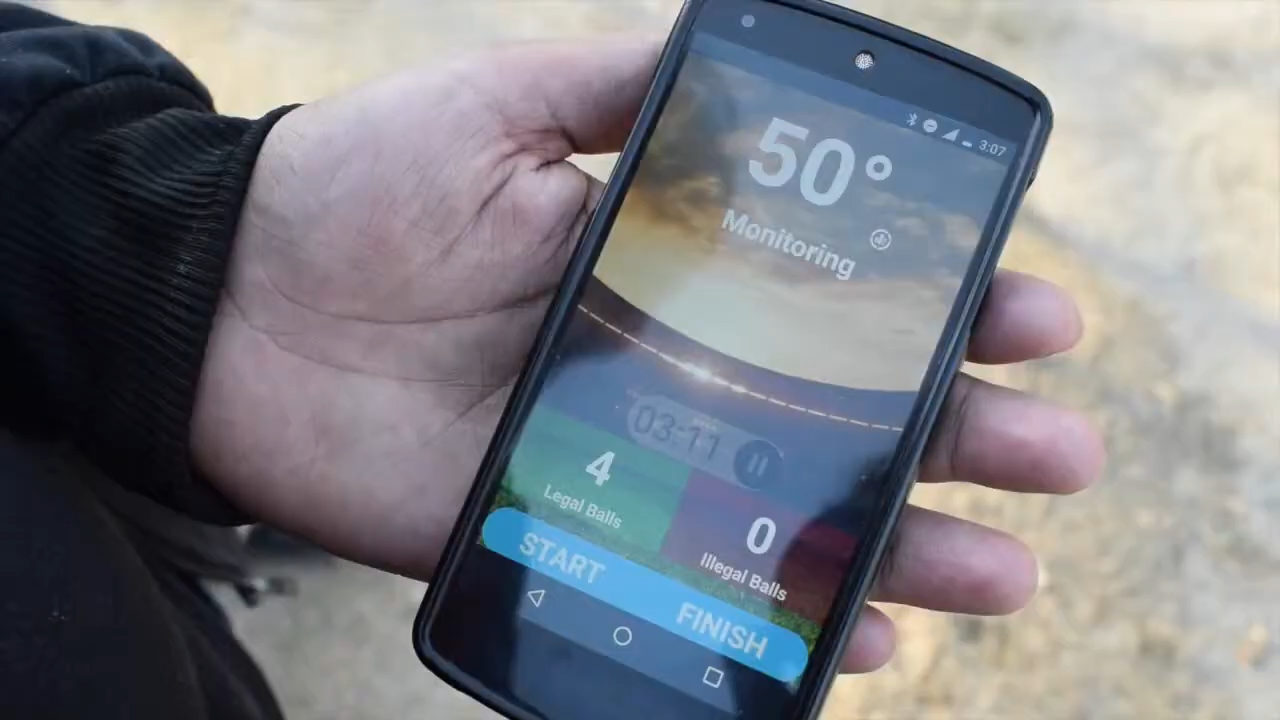 3:07
50°
Monitoring
03:11
4
Legal Balls
0
Illegal Balls
START
FINISH